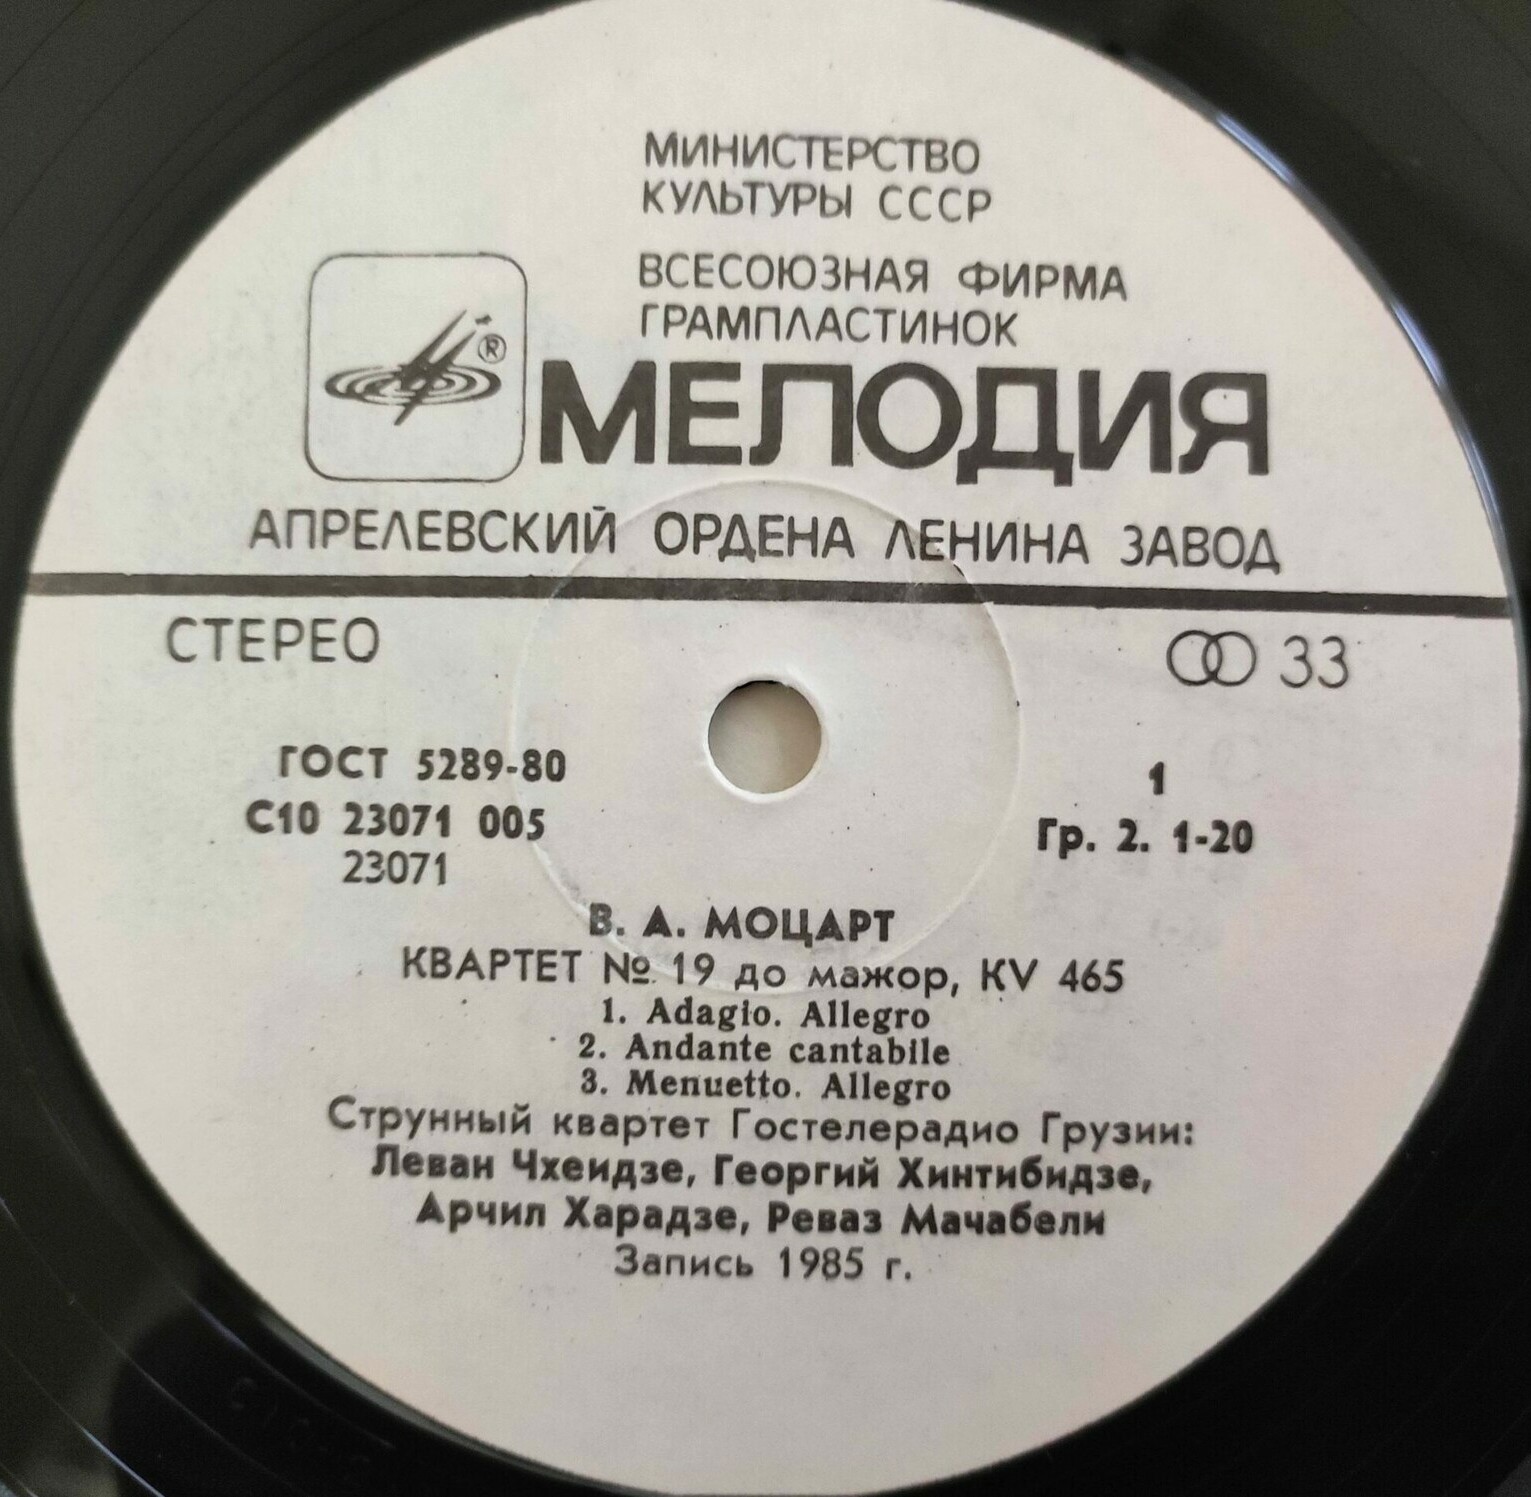 МИНИСТЕРСТВО
КУЛЬТУРЫ СССР
ВСЕСОЮЗНАЯ ФИРМА
ГРАМПЛАСТИНОК
®
МЕЛОДИЯ
АПРЕЛЕВСКИЙ ОРДЕНА ЛЕНИНА ЗАВОД
СТЕРЕО
33
ГОСТ 5289-80
1
С10 23071 005
Гр. 2. 1-20
23071
В. А. МОЦАРТ
КВАРТЕТ № 19 до мажор, KV 465
1. Adagio. Allegro
2. Andante cantabile
3. Menuetto. Allegro
Струнный квартет Гостелерадио Грузии:
Леван Чхеидзе, Георгий Хинтибидзе,
Арчил Харадзе, Реваз Мачабели
Запись 1985 г.